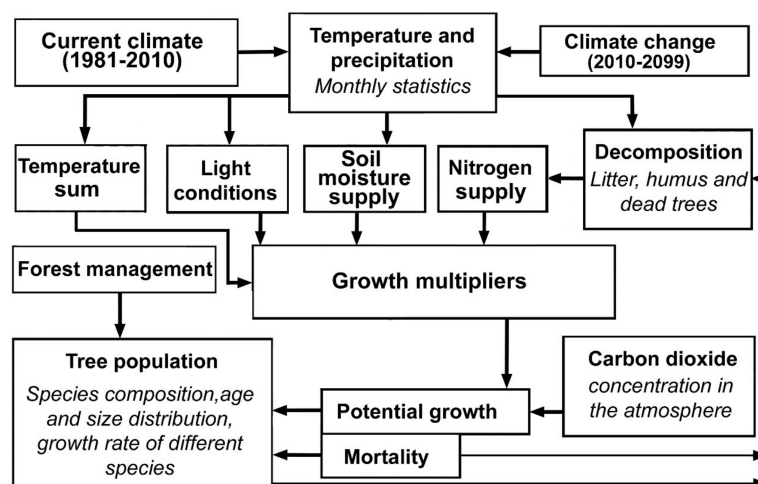 Current climate
(1981-2010)
Temperature and
precipitation
Monthly statistics
Climate change
(2010-2099)
Temperature
sum
Light
conditions
Soil
moisture
supply
Nitrogen
supply
Decomposition
Litter, humus and
dead trees
Forest management
Growth multipliers
Tree population
Species composition,age
and size distribution,
growth rate of different
species
Potential growth
Mortality
Carbon dioxide
concentration in
the atmosphere